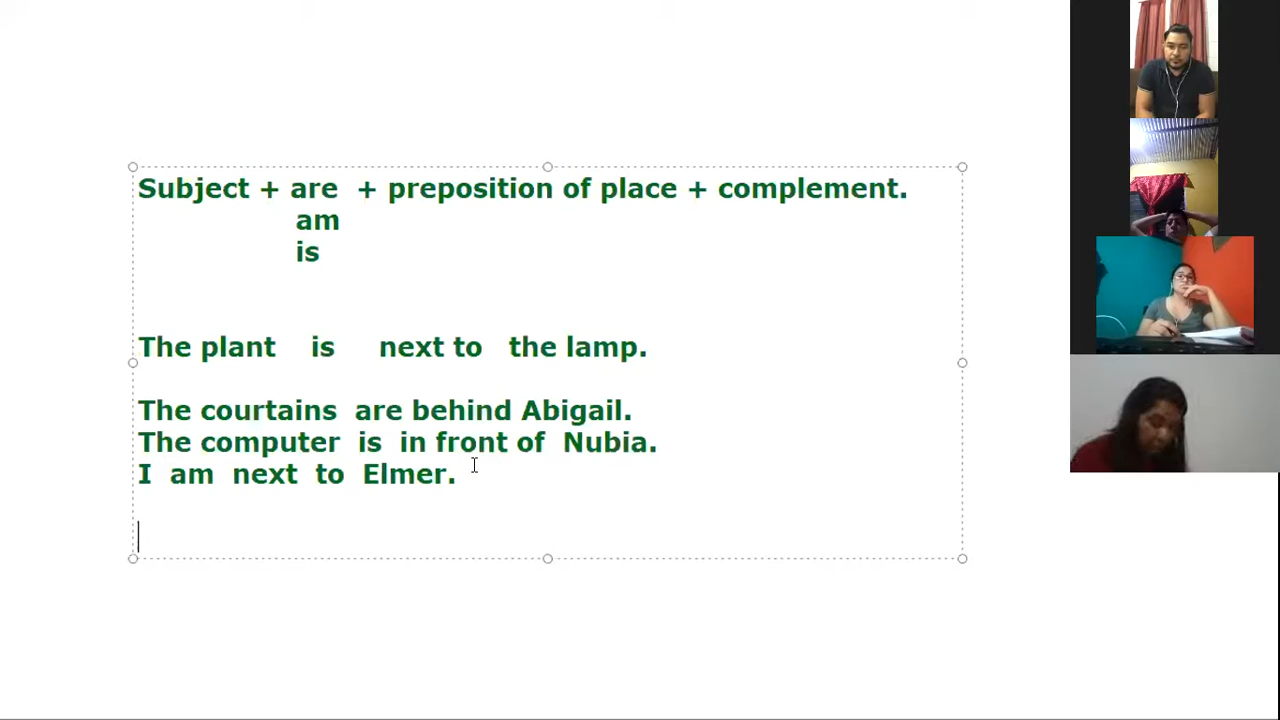 Subject + are + preposition of place + complement.
am
is
The plant is next to the lamp.
The courtains are behind Abigail.
The computer is in front of Nubia.
I am next to Elmer.